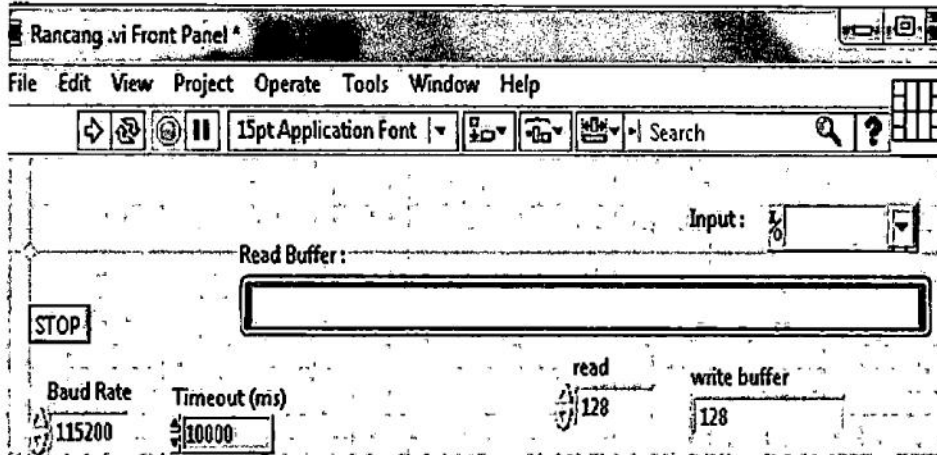 Rancang .vi Front Panel *
File Edit View Project Operate Tools Window Help
15pt Application Font Search ?
Input :
I/O
Read Buffer :
STOP
read
write buffer
Baud Rate
Timeout (ms)
128
128
115200
10000